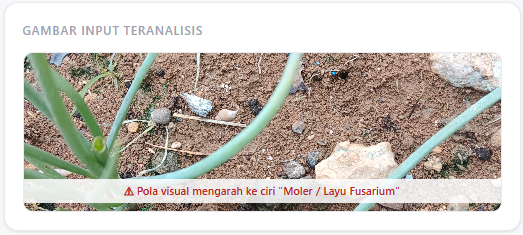 GAMBAR INPUT TERANALISIS
⚠ Pola visual mengarah ke ciri "Moler / Layu Fusarium"